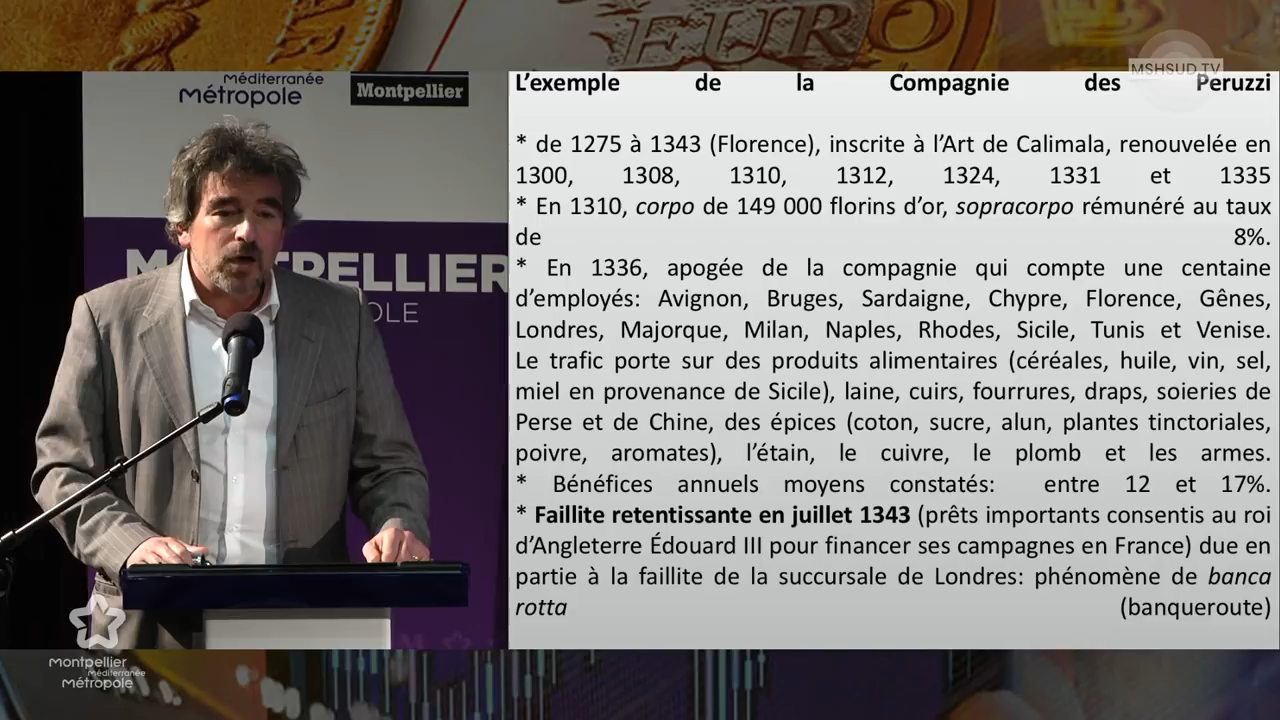 EURO
MSHSUD.TV
méditerranée
métropole
Montpellier
MONTPELLIER
OLE
L'exemple de la Compagnie des Peruzzi
* de 1275 à 1343 (Florence), inscrite à l'Art de Calimala, renouvelée en
1300, 1308, 1310, 1312, 1324, 1331 et 1335
* En 1310, corpo de 149 000 florins d'or, sopracorpo rémunéré au taux
de 8%.
* En 1336, apogée de la compagnie qui compte une centaine
d'employés: Avignon, Bruges, Sardaigne, Chypre, Florence, Gênes,
Londres, Majorque, Milan, Naples, Rhodes, Sicile, Tunis et Venise.
Le trafic porte sur des produits alimentaires (céréales, huile, vin, sel,
miel en provenance de Sicile), laine, cuirs, fourrures, draps, soieries de
Perse et de Chine, des épices (coton, sucre, alun, plantes tinctoriales,
poivre, aromates), l'étain, le cuivre, le plomb et les armes.
* Bénéfices annuels moyens constatés: entre 12 et 17%.
* Faillite retentissante en juillet 1343 (prêts importants consentis au roi
d'Angleterre Édouard III pour financer ses campagnes en France) due en
partie à la faillite de la succursale de Londres: phénomène de banca
rotta (banqueroute)
montpellier
méditerranée
métropole